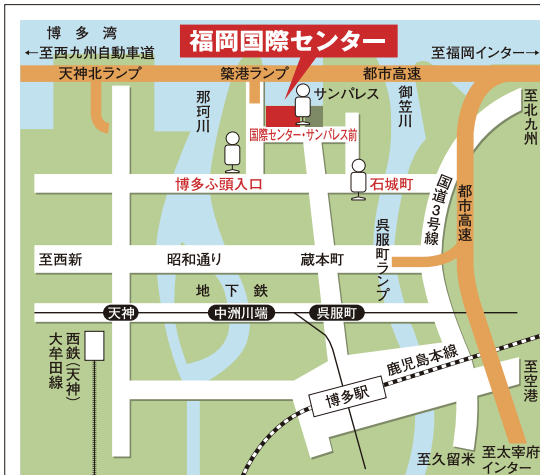 博多湾
福岡国際センター
←至西九州自動車道
至福岡インター→
天神北ランプ
築港ランプ
都市高速
サンパレス
那珂川
御笠川
至北九州
国際センター・サンパレス前
博多ふ頭入口
石城町
国道3号線
都市高速
呉服町ランプ
至西新
昭和通り
蔵本町
地下鉄
天神
中洲川端
呉服町
西鉄(天神)
大牟田線
鹿児島本線
博多駅
至空港
至久留米
至太宰府
インター